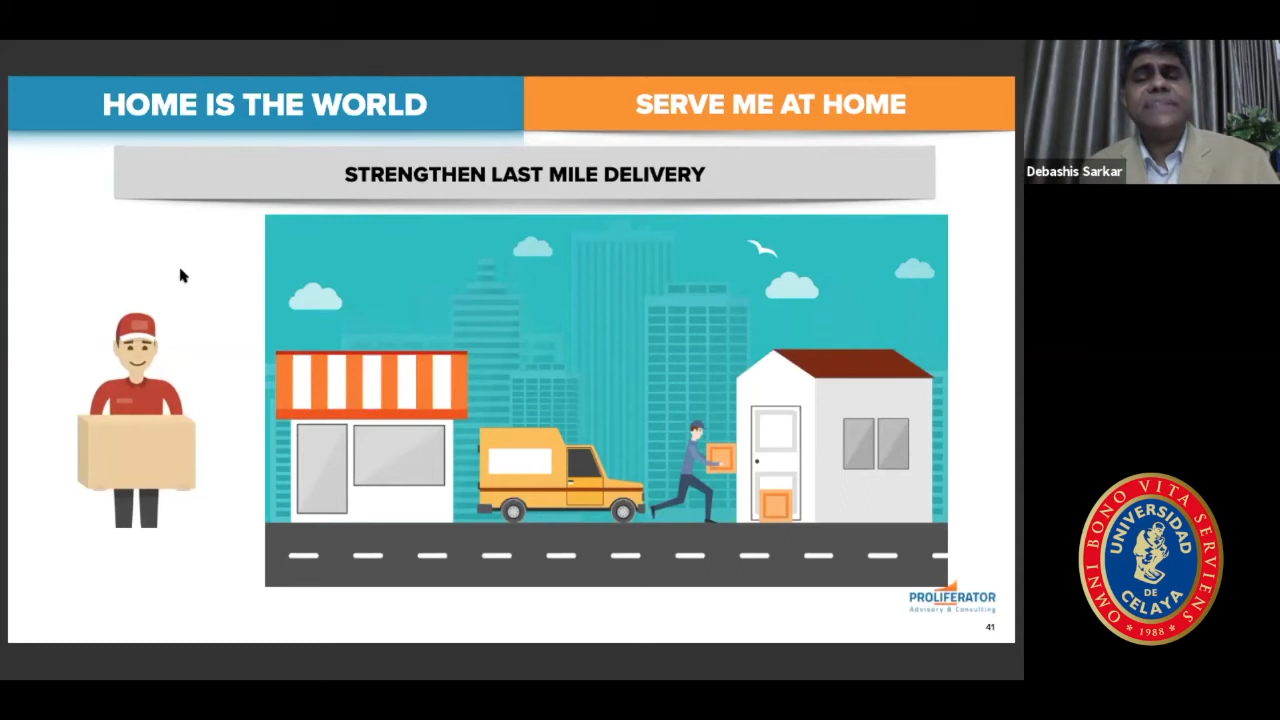 HOME IS THE WORLD
SERVE ME AT HOME
STRENGTHEN LAST MILE DELIVERY
Debashis Sarkar
PROLIFERATOR
Advisory & Consulting
41
OMNI BONO VITA SERVIENS
UNIVERSIDAD
DE
CELAYA
* 1988 *